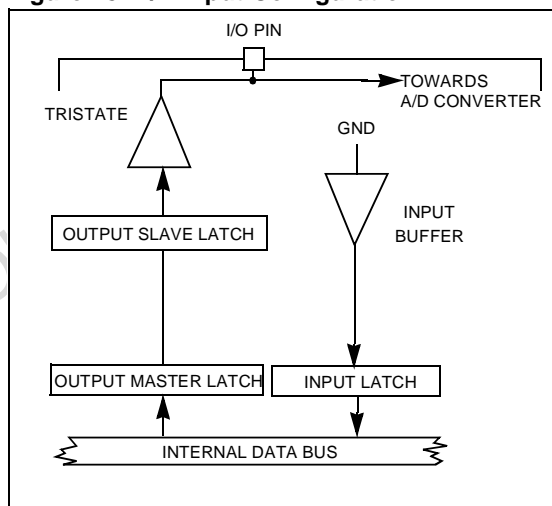 I/O PIN
TOWARDS
A/D CONVERTER
TRISTATE
GND
INPUT
BUFFER
OUTPUT SLAVE LATCH
OUTPUT MASTER LATCH
INPUT LATCH
INTERNAL DATA BUS